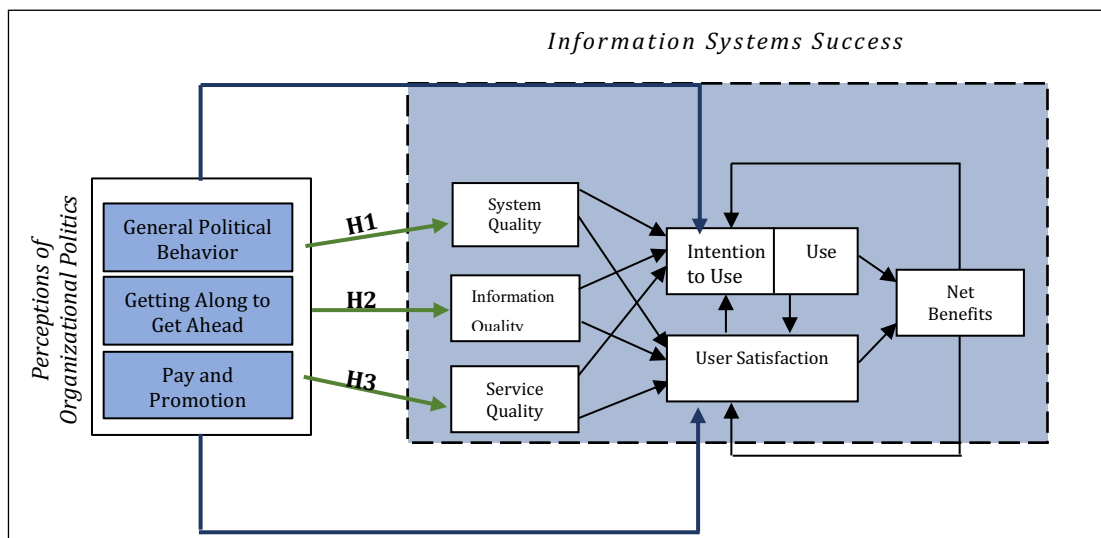 Information Systems Success
Perceptions of
Organizational Politics
General Political
Behavior
Getting Along to
Get Ahead
Pay and
Promotion
H1
H2
H3
System
Quality
Information
Quality
Service
Quality
Intention
to Use
Use
User Satisfaction
Net
Benefits